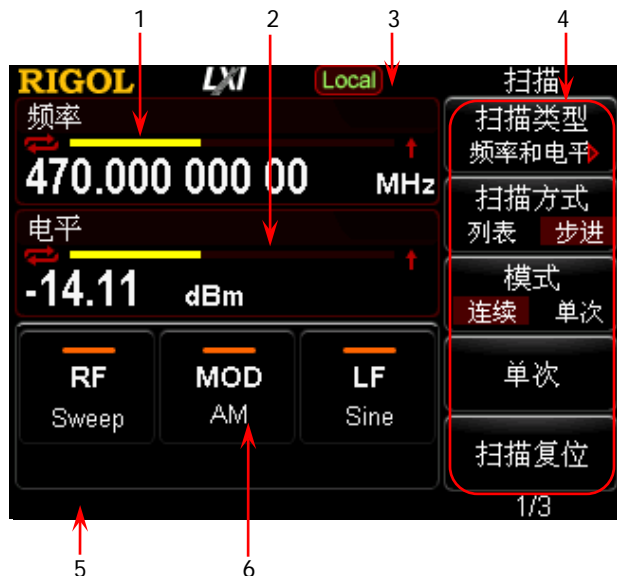 1 2 3 4
RIGOL LXI Local 扫描
频率
470.000 000 00 MHz
电平
-14.11 dBm
RF MOD LF
Sweep AM Sine
扫描类型
频率和电平
扫描方式
列表 步进
模式
连续 单次
单次
扫描复位
1/3
5 6